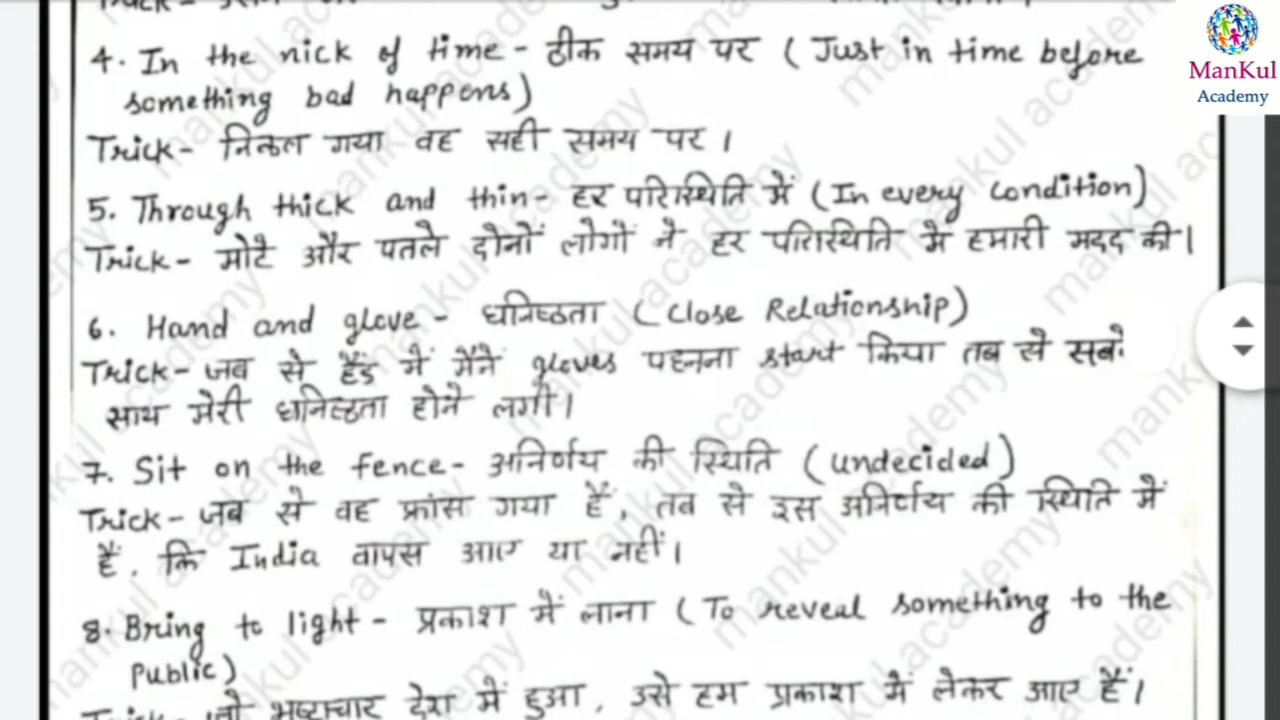 4. In the nick of time - ठीक समय पर ( Just in time before
something bad happens)
Trick - निकल गया वह सही समय पर ।
5. Through thick and thin - हर परिस्थिति में ( In every condition)
Trick - मोटे और पतले दोनों लोगों ने हर परिस्थिति में हमारी मदद की ।
6. Hand and glove - घनिष्ठता ( Close Relationship)
Trick - जब से हैंड में मैंने gloves पहनना start किया तब से
साथ मेरी घनिष्ठता होने लगी ।
7. Sit on the fence - अनिर्णय की स्थिति ( undecided )
Trick - जब से वह फ्रांस गया है, तब से इस अनिर्णय की स्थिति में
है, कि India वापस आए या नहीं ।
8. Bring to light - प्रकाश में लाना ( To reveal something to the
public)
भ्रष्टाचार देश में हुआ, उसे हम प्रकाश में लेकर आए हैं ।
ManKul
Academy